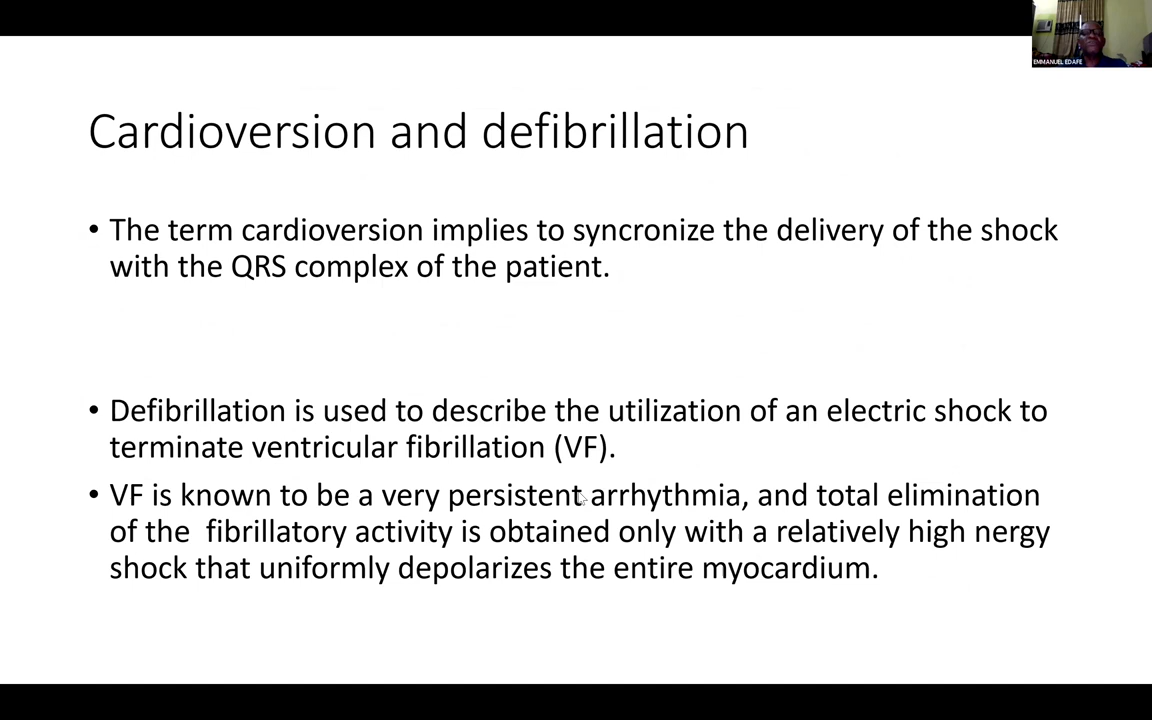 EMMANUEL EDAFE
Cardioversion and defibrillation
• The term cardioversion implies to syncronize the delivery of the shock
with the QRS complex of the patient.
• Defibrillation is used to describe the utilization of an electric shock to
terminate ventricular fibrillation (VF).
• VF is known to be a very persistent arrhythmia, and total elimination
of the  fibrillatory activity is obtained only with a relatively high nergy
shock that uniformly depolarizes the entire myocardium.